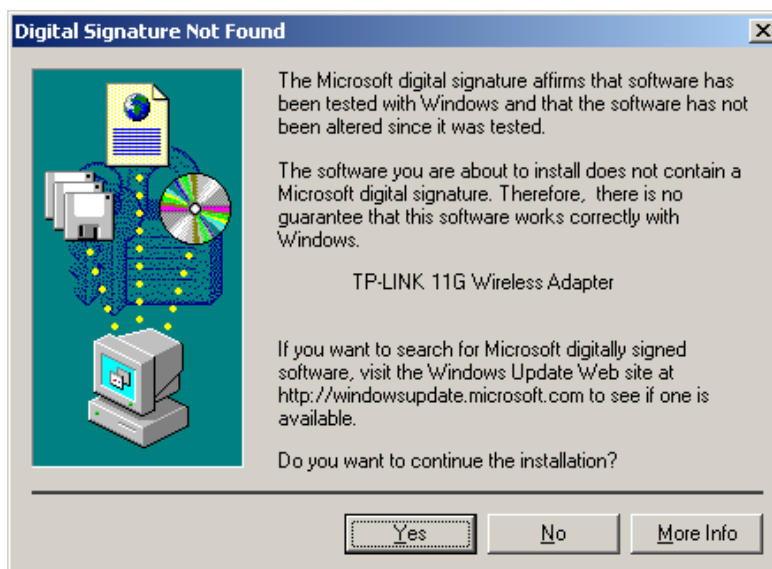 Digital Signature Not Found
The Microsoft digital signature affirms that software has
been tested with Windows and that the software has not
been altered since it was tested.
The software you are about to install does not contain a
Microsoft digital signature. Therefore,  there is no
guarantee that this software works correctly with
Windows.
TP-LINK 11G Wireless Adapter
If you want to search for Microsoft digitally signed
software, visit the Windows Update Web site at
http://windowsupdate.microsoft.com to see if one is
available.
Do you want to continue the installation?
Yes No More Info